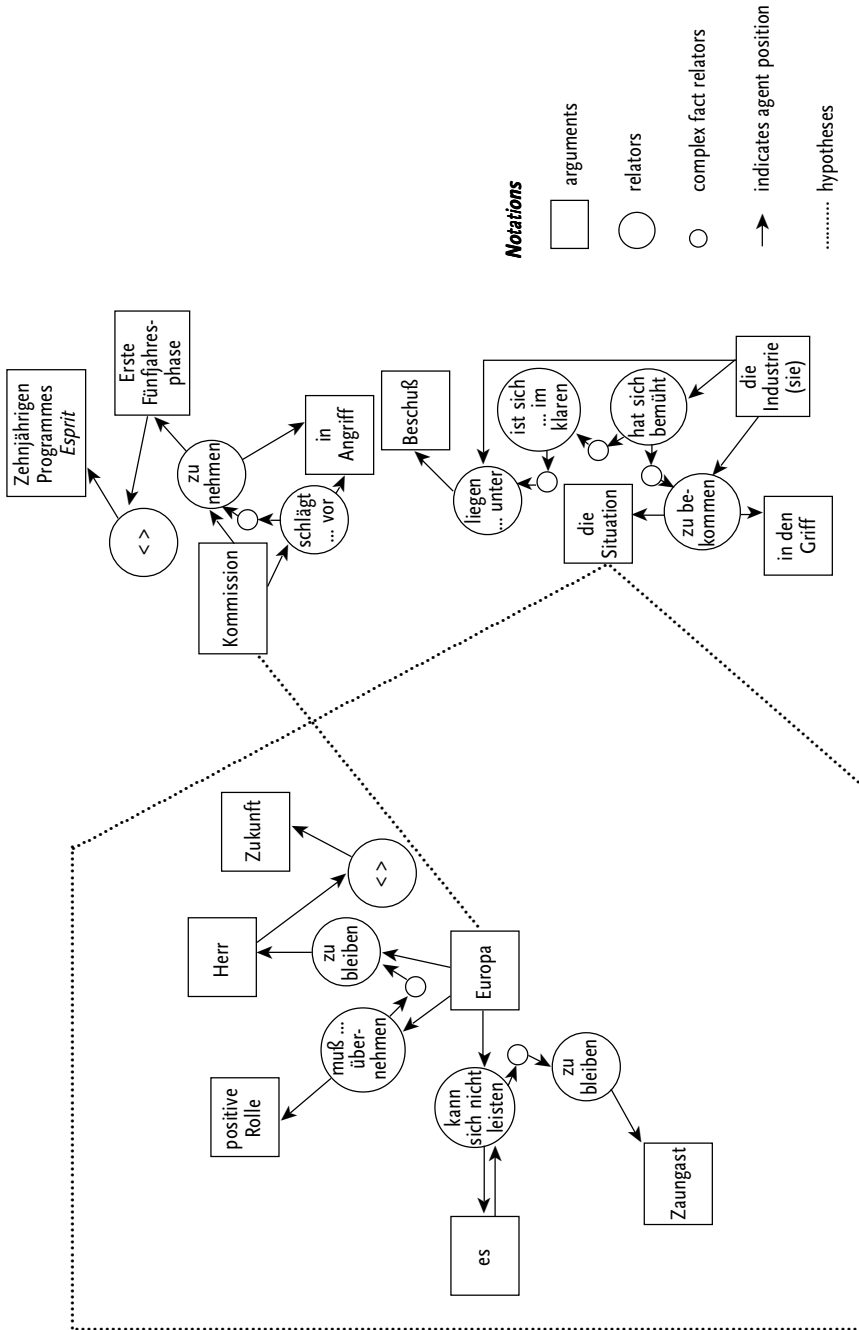 Zehnjährigen
Programmes
Esprit
Erste
Fünfjahres-
phase
< >
zu
nehmen
in
Angriff
schlägt
... vor
Kommission
Beschuß
liegen
... unter
ist sich
... im
klaren
hat sich
bemüht
die
Industrie
(sie)
die
Situation
zu be-
kommen
in den
Griff
Zukunft
< >
Herr
zu
bleiben
muß ...
über-
nehmen
positive
Rolle
Europa
kann
sich nicht
leisten
zu
bleiben
es
Zaungast
Notations
arguments
relators
complex fact relators
indicates agent position
hypotheses